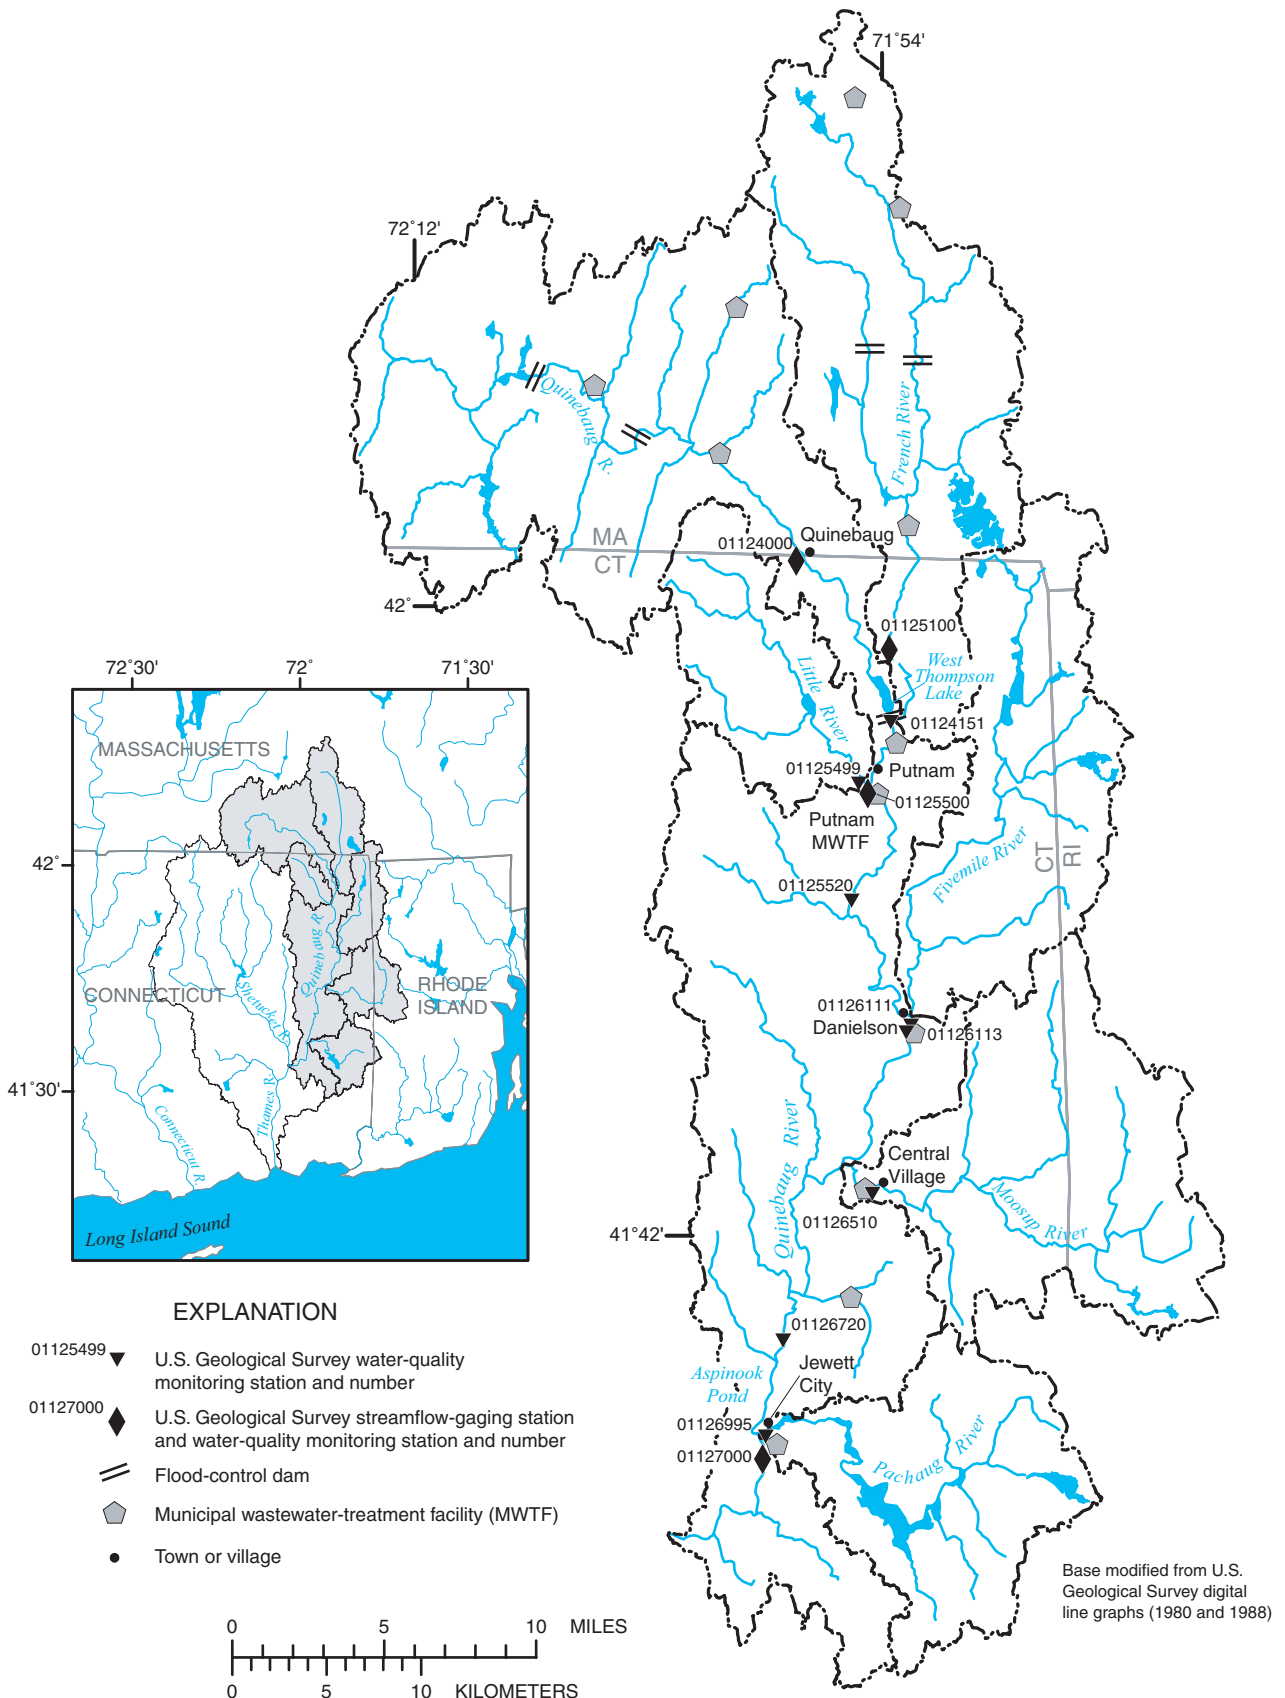 71˚54'
72˚12'
Quinebaug
R.
French River
MA
CT
01124000
Quinebaug
42˚
01125100
West
Thompson
Lake
Little River
01124151
01125499
Putnam
01125500
Putnam
MWTF
Fivemile River
CT
RI
01125520
01126111
Danielson
01126113
Quinebaug River
Central
Village
Moosup River
01126510
41˚42'
01126720
Jewett
City
Aspinook
Pond
01126995
01127000
Pachaug River
72˚30'
72˚
71˚30'
MASSACHUSETTS
42˚
CONNECTICUT
RHODE
ISLAND
Quinebaug R.
Shetucket R.
Thames R.
Connecticut R.
41˚30'
Long Island Sound
EXPLANATION
01125499
U.S. Geological Survey water-quality
monitoring station and number
01127000
U.S. Geological Survey streamflow-gaging station
and water-quality monitoring station and number
Flood-control dam
Municipal wastewater-treatment facility (MWTF)
Town or village
0 5 10 MILES
0 5 10 KILOMETERS
Base modified from U.S.
Geological Survey digital
line graphs (1980 and 1988)